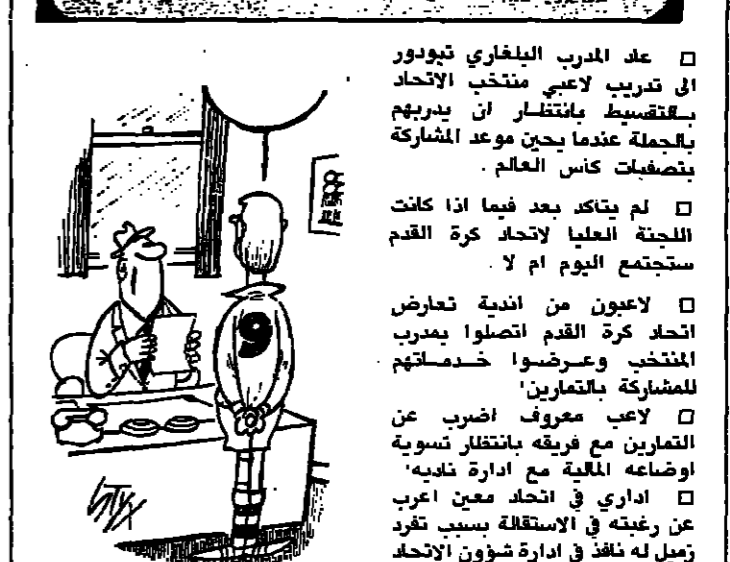 □ عاد المدرب البلغاري تيودور
الى تدريب لاعبي منتخب الاتحاد
بالتقسيط بانتظار ان يدربهم
بالجملة عندما يحين موعد المشاركة
بتصفيات كاس العالم .
□ لم يتاكد بعد فيما اذا كانت
اللجنة العليا لاتحاد كرة القدم
ستجتمع اليوم ام لا .
□ لاعبون من اندية تعارض
اتحاد كرة القدم اتصلوا بمدرب
المنتخب وعرضوا خدماتهم
للمشاركة بالتمارين'
□ لاعب معروف اضرب عن
التمارين مع فريقه بانتظار تسوية
اوضاعه المالية مع ادارة ناديه'
□ اداري في اتحاد معين اعرب
عن رغبته في الاستقالة بسبب تفرد
زميل له نافذ في ادارة شؤون الاتحاد
9